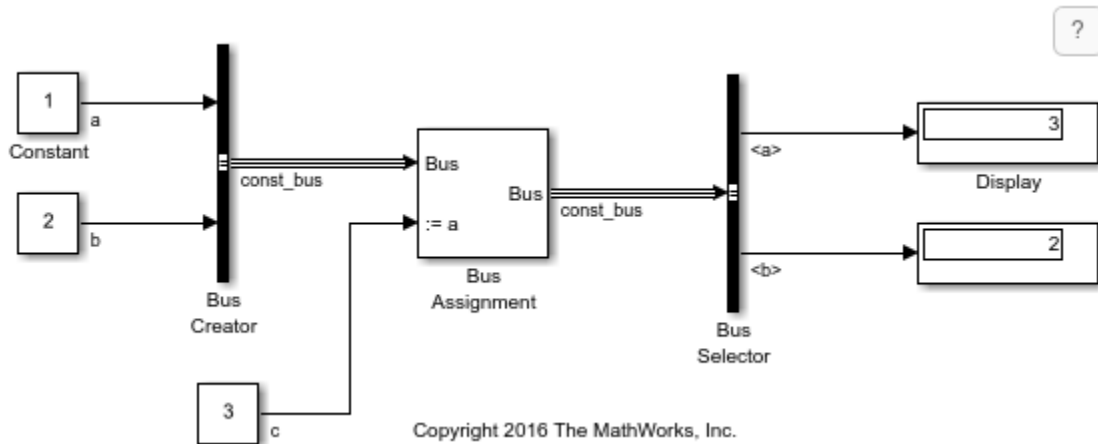 ?
1
a
Constant
2
b
Bus
Creator
const_bus
Bus
:= a
Bus
Bus
Assignment
const_bus
<a>
<b>
Bus
Selector
3
Display
2
3
c
Copyright 2016 The MathWorks, Inc.